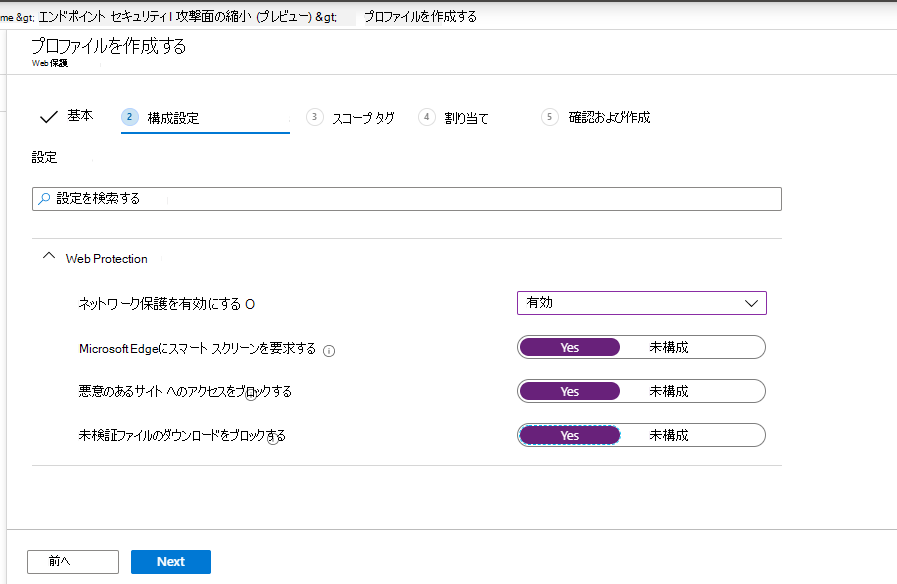 me &gt; エンドポイント セキュリティ I 攻撃面の縮小 (プレビュー) &gt; プロファイルを作成する
プロファイルを作成する
Web 保護
基本 2 構成設定 3 スコープ タグ 4 割り当て 5 確認および作成
設定
設定を検索する
Web Protection
ネットワーク保護を有効にする O 有効
Microsoft Edgeにスマート スクリーンを要求する Yes 未構成
悪意のあるサイト へのアクセスをブロックする Yes 未構成
未検証ファイルのダウンロードをブロックする Yes 未構成
前へ Next